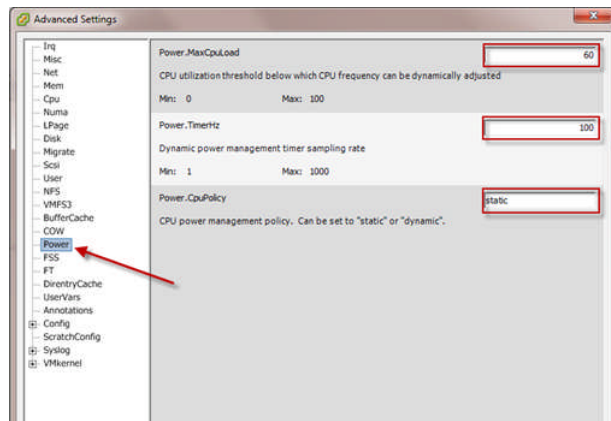 Advanced Settings
Irq
Misc
Net
Mem
Cpu
Numa
LPage
Disk
Migrate
Scsi
User
NFS
VMFS3
BufferCache
COW
Power
FSS
FT
DirentryCache
UserVars
Annotations
Config
ScratchConfig
Syslog
VMkernel
Power.MaxCpuLoad
60
CPU utilization threshold below which CPU frequency can be dynamically adjusted
Min: 0 Max: 100
Power.TimerHz
100
Dynamic power management timer sampling rate
Min: 1 Max: 1000
Power.CpuPolicy
static
CPU power management policy. Can be set to "static" or "dynamic".